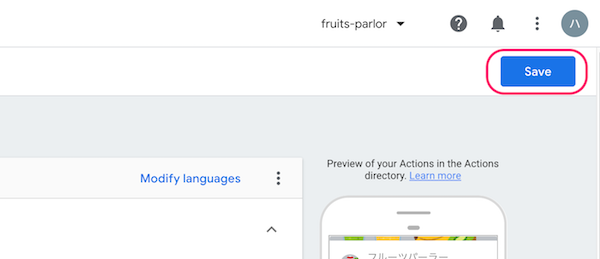 fruits-parlor
ハ
Save
Modify languages
Preview of your Actions in the Actions
directory. Learn more
フルーツパーラー